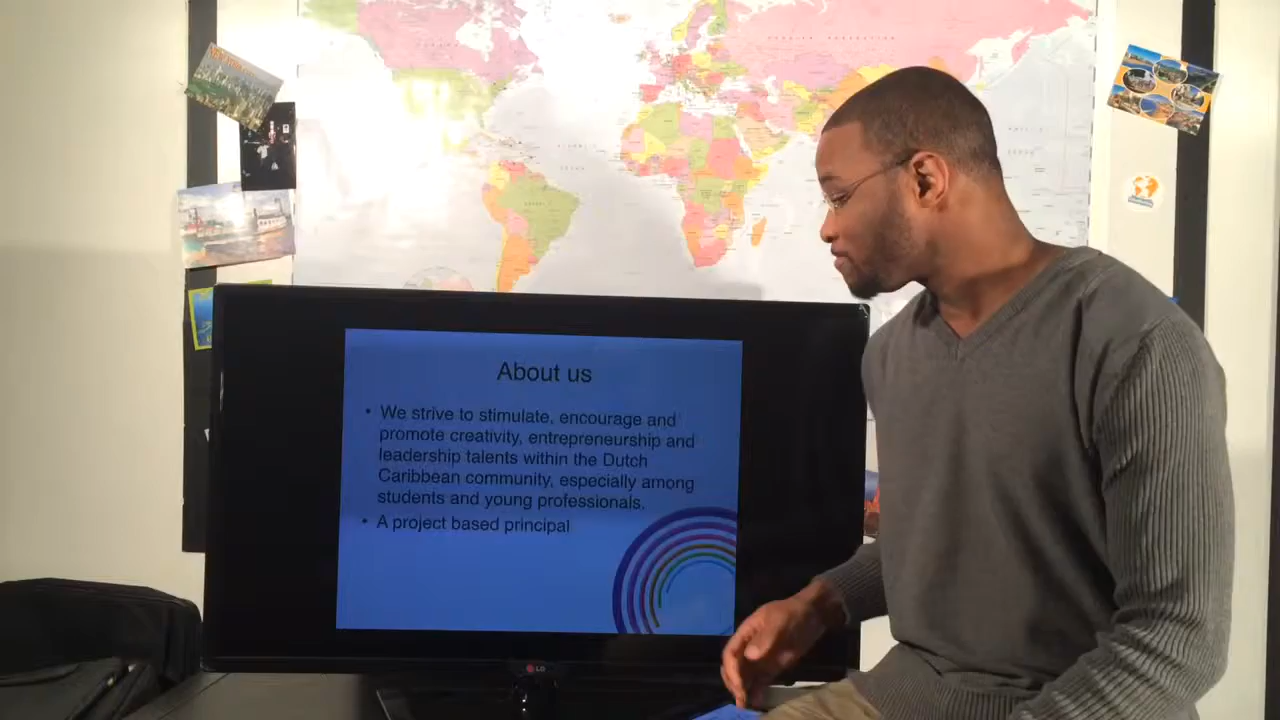 About us
• We strive to stimulate, encourage and
promote creativity, entrepreneurship and
leadership talents within the Dutch
Caribbean community, especially among
students and young professionals.
• A project based principal
LG